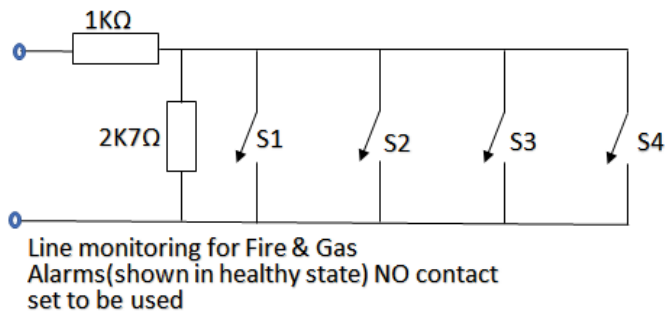 1KΩ
2K7Ω
S1
S2
S3
S4
Line monitoring for Fire & Gas
Alarms(shown in healthy state) NO contact
set to be used